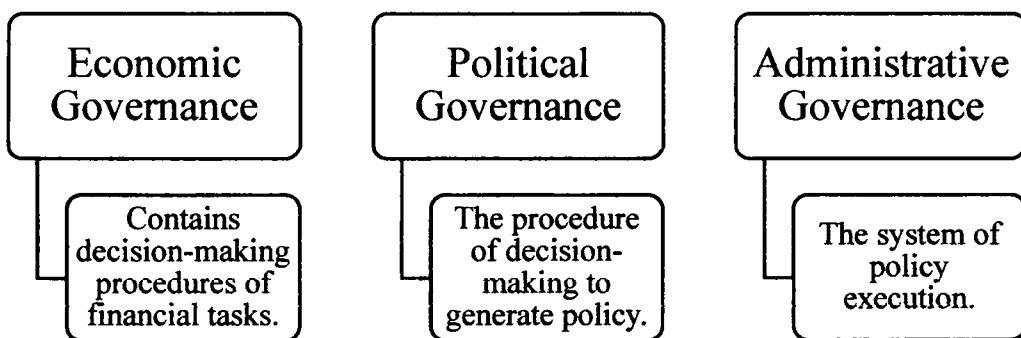 Economic
Governance
Contains
decision-making
procedures of
financial tasks.
Political
Governance
The procedure
of decision-
making to
generate policy.
Administrative
Governance
The system of
policy
execution.